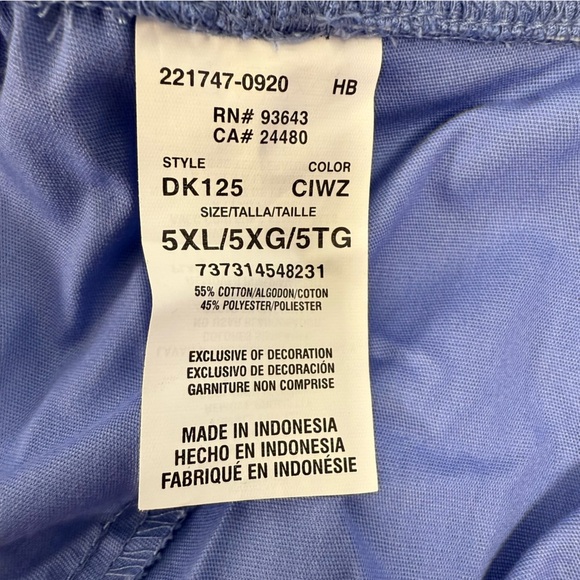 221747-0920 HB
RN# 93643
CA# 24480
STYLE COLOR
DK125 CIWZ
SIZE/TALLA/TAILLE
5XL/5XG/5TG
737314548231
55% COTTON/ALGODON/COTON
45% POLYESTER/POLIESTER
EXCLUSIVE OF DECORATION
EXCLUSIVO DE DECORACIÓN
GARNITURE NON COMPRISE
MADE IN INDONESIA
HECHO EN INDONESIA
FABRIQUÉ EN INDONÉSIE